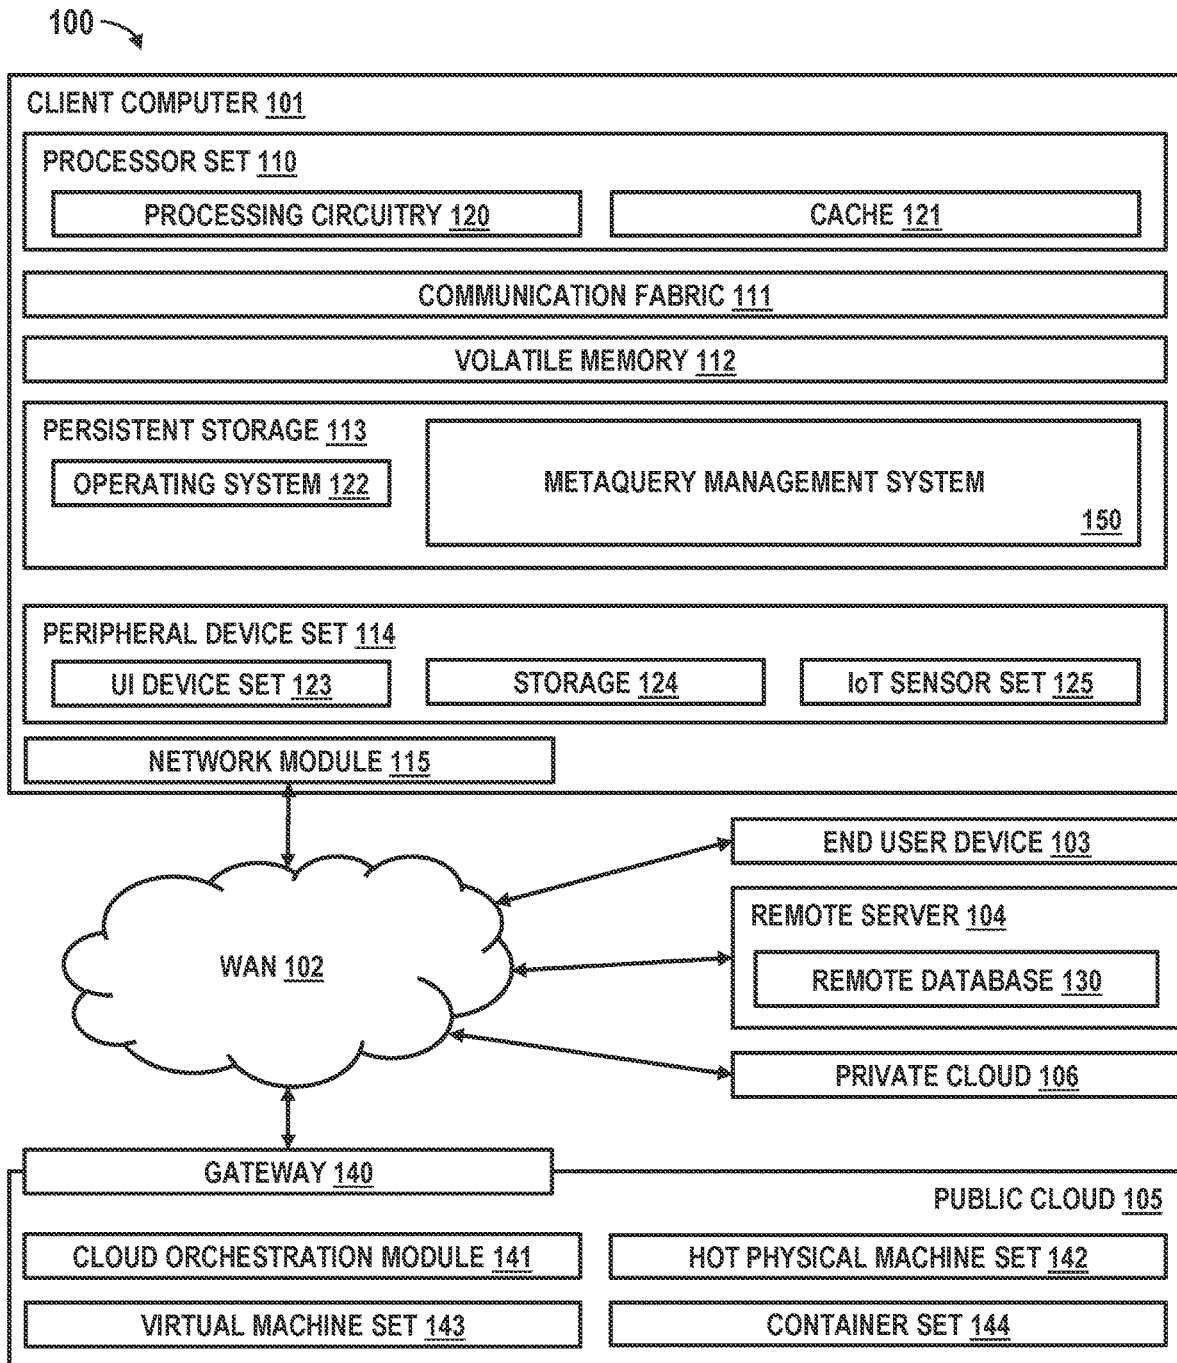 100
CLIENT COMPUTER 101
PROCESSOR SET 110
PROCESSING CIRCUITRY 120
CACHE 121
COMMUNICATION FABRIC 111
VOLATILE MEMORY 112
PERSISTENT STORAGE 113
OPERATING SYSTEM 122
METAQUERY MANAGEMENT SYSTEM
150
PERIPHERAL DEVICE SET 114
UI DEVICE SET 123
STORAGE 124
IoT SENSOR SET 125
NETWORK MODULE 115
END USER DEVICE 103
REMOTE SERVER 104
WAN 102
REMOTE DATABASE 130
PRIVATE CLOUD 106
GATEWAY 140
PUBLIC CLOUD 105
CLOUD ORCHESTRATION MODULE 141
HOT PHYSICAL MACHINE SET 142
VIRTUAL MACHINE SET 143
CONTAINER SET 144